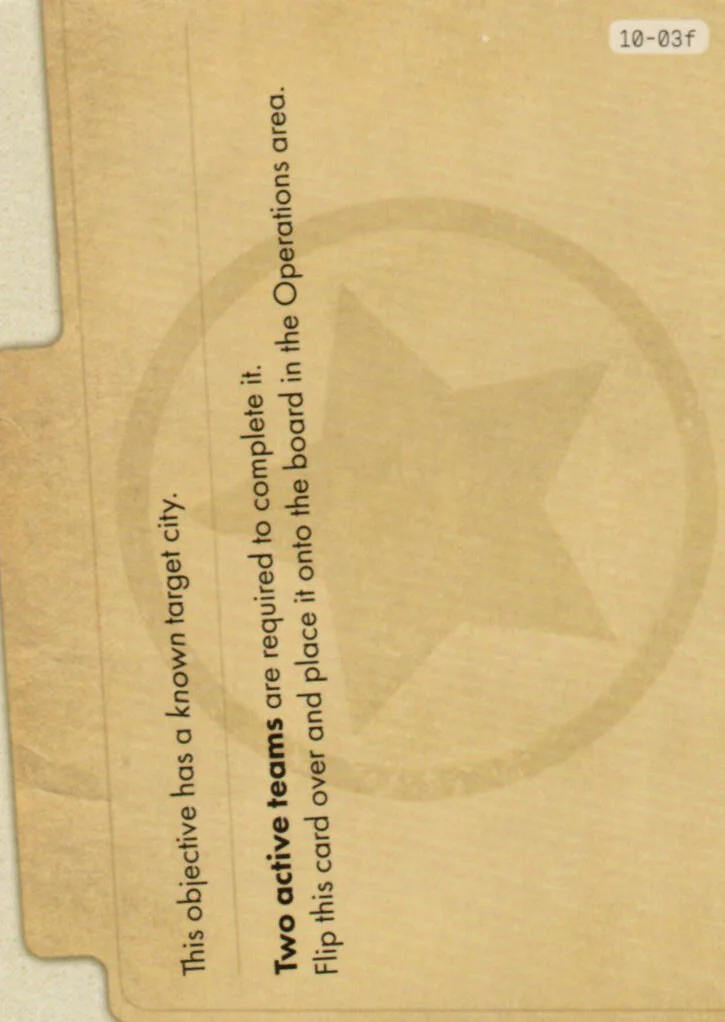 10-03f
This objective has a known target city.
Two active teams are required to complete it.
Flip this card over and place it onto the board in the Operations area.